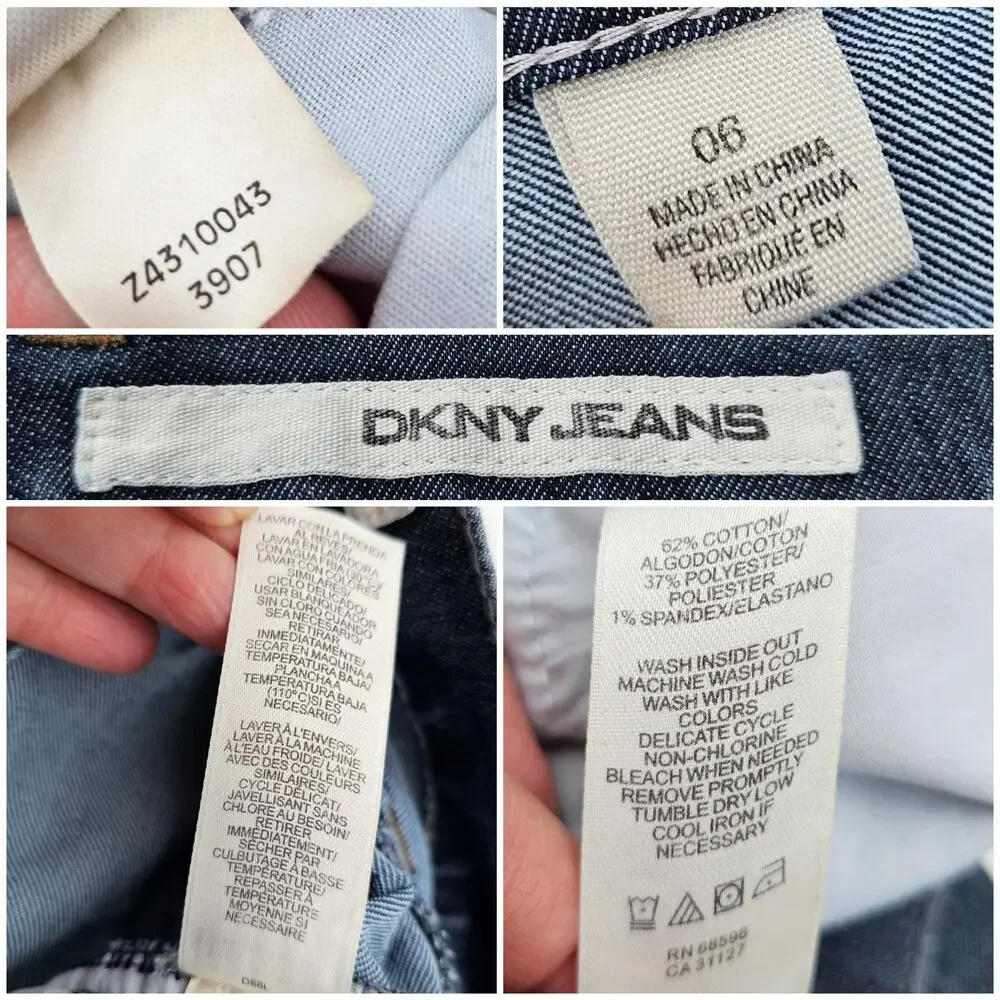 Z4310043
3907
06
MADE IN CHINA
HECHO EN CHINA
FABRIQUÉ EN
CHINE
DKNY JEANS
LAVAR CON LA PRENDA
AL REVES/
LAVAR EN LAVADORA
CON AGUA FRIA(30°A)/
LAVAR CON COLORES
SIMILARES/
CICLO DELICADO/
USAR BLANQUEADOR
SIN CLORO CUANDO
SEA NECESARIO/
RETIRAR
INMEDIATAMENTE/
SECAR EN MAQUINA A
TEMPERATURA BAJA/
PLANCHA A
TEMPERATURA BAJA
(110°C)SI ES
NECESARIO/
LAVER À L'ENVERS/
LAVER À LA MACHINE
À L'EAU FROIDE/LAVER
AVEC DES COULEURS
SIMILAIRES/
CYCLE DÉLICAT/
JAVELLISANT SANS
CHLORE AU BESOIN/
RETIRER
IMMÉDIATEMENT/
SÉCHER PAR
CULBUTAGE À BASSE
TEMPÉRATURE/
REPASSER À
TEMPÉRATURE
MOYENNE SI
NÉCESSAIRE
62% COTTON/
ALGODON/COTON
37% POLYESTER/
POLIESTER
1% SPANDEX/ELASTANO
WASH INSIDE OUT
MACHINE WASH COLD
WASH WITH LIKE
COLORS
DELICATE CYCLE
NON-CHLORINE
BLEACH WHEN NEEDED
REMOVE PROMPTLY
TUMBLE DRY LOW
COOL IRON IF
NECESSARY
RN 68596
CA 31127